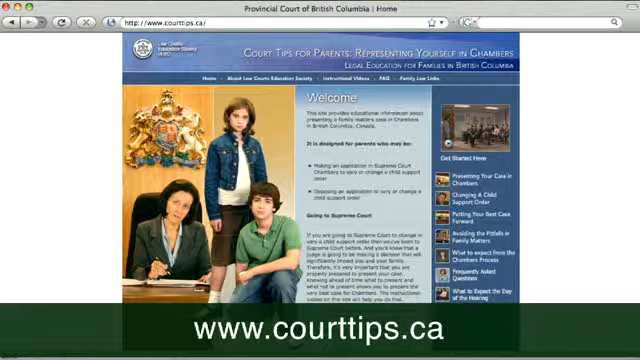 Provincial Court of British Columbia | Home
http://www.courttips.ca/
Law Courts
Education Society
of BC
Court Tips for Parents: Representing Yourself in Chambers
Legal Education for Families in British Columbia
Home • About Law Courts Education Society • Instructional Videos • FAQ • Family Law Links
Welcome
This site provides educational information about
presenting a family matters case in Chambers
in British Columbia, Canada.
It is designed for parents who may be:
Making an application in Supreme Court
Chambers to vary or change a child support
order
Opposing an application to vary or change a
child support order
Going to Supreme Court
If you are going to Supreme Court to change or
vary a child support order then you've been to
Supreme Court before. And you'll know that a
judge is going to be making a decision that will
significantly impact you and your family.
Therefore, it's very important that you are
properly prepared to present your case.
Knowing ahead of time what to present and
what not to present allows you to prepare the
very best case for Chambers. The instructional
videos on this site will help you do that.
Get Started Here
Presenting Your Case in
Chambers
Changing A Child
Support Order
Putting Your Best Case
Forward
Avoiding the Pitfalls in
Family Matters
What to expect from the
Chambers Process
Frequently Asked
Questions
What to Expect the Day
of the Hearing
www.courttips.ca